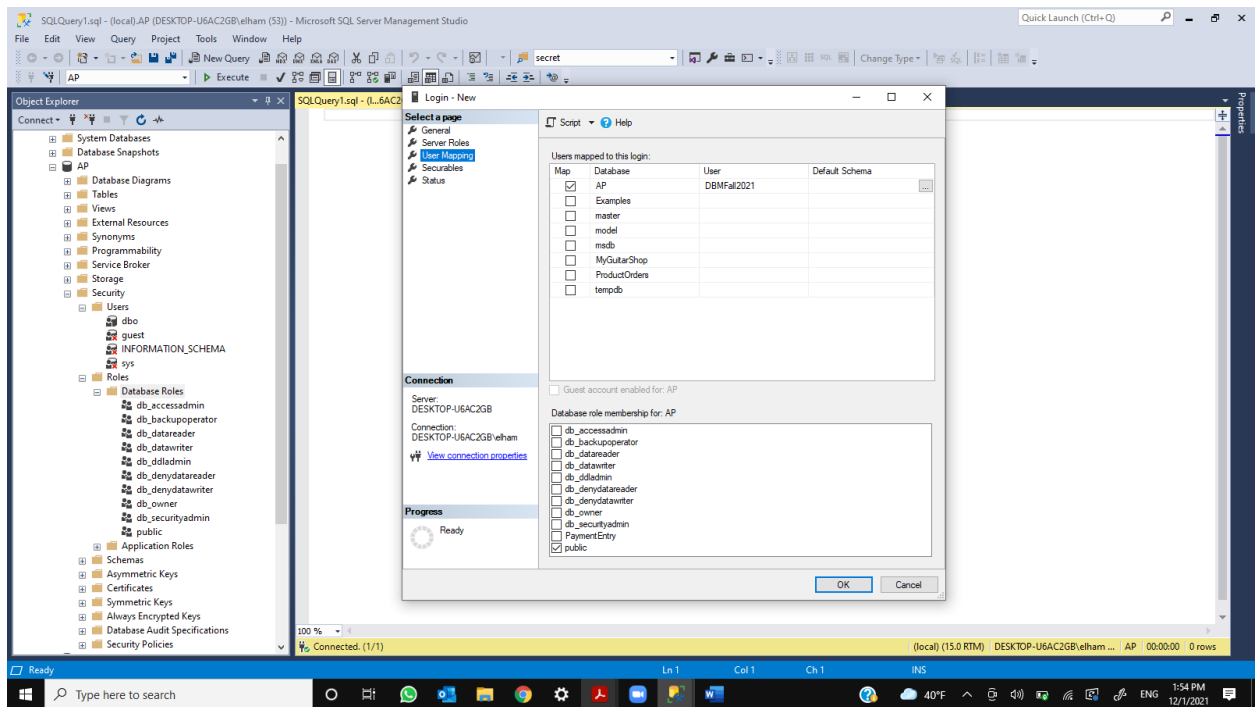 SQLQuery1.sql - (local).AP (DESKTOP-U6AC2GB\elham (53)) - Microsoft SQL Server Management Studio
Quick Launch (Ctrl+Q)
File Edit View Query Project Tools Window Help
New Query
secret
Change Type
AP
Execute
Object Explorer
Connect
System Databases
Database Snapshots
AP
Database Diagrams
Tables
Views
External Resources
Synonyms
Programmability
Service Broker
Storage
Security
Users
dbo
guest
INFORMATION_SCHEMA
sys
Roles
Database Roles
db_accessadmin
db_backupoperator
db_datareader
db_datawriter
db_ddladmin
db_denydatareader
db_denydatawriter
db_owner
db_securityadmin
public
Application Roles
Schemas
Asymmetric Keys
Certificates
Symmetric Keys
Always Encrypted Keys
Database Audit Specifications
Security Policies
SQLQuery1.sql - (l...6AC2
Login - New
Select a page
General
Server Roles
User Mapping
Securables
Status
Connection
Server:
DESKTOP-U6AC2GB
Connection:
DESKTOP-U6AC2GB\elham
View connection properties
Progress
Ready
Script Help
Users mapped to this login:
Map Database User Default Schema
AP DBMFall2021 ...
Examples
master
model
msdb
MyGuitarShop
ProductOrders
tempdb
Guest account enabled for: AP
Database role membership for: AP
db_accessadmin
db_backupoperator
db_datareader
db_datawriter
db_ddladmin
db_denydatareader
db_denydatawriter
db_owner
db_securityadmin
PaymentEntry
public
OK Cancel
Properties
100 %
Connected. (1/1)
(local) (15.0 RTM) DESKTOP-U6AC2GB\elham ... AP 00:00:00 0 rows
Ready Ln 1 Col 1 Ch 1 INS
Type here to search
40°F
ENG
1:54 PM
12/1/2021